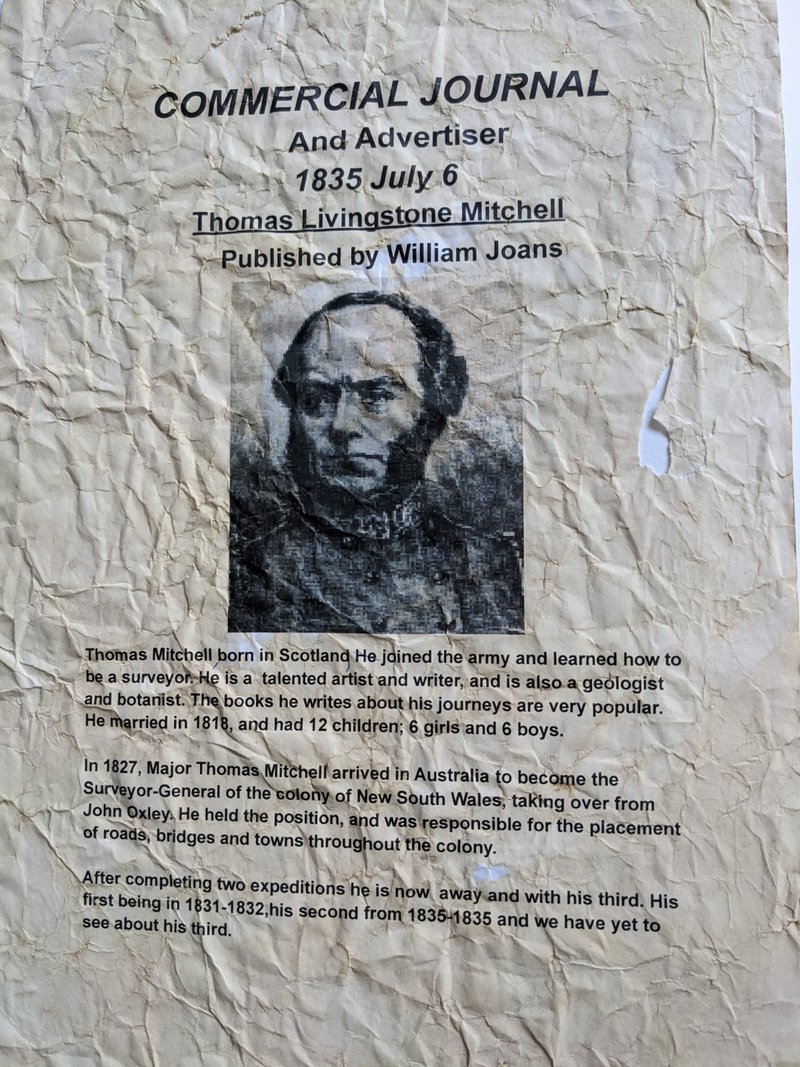 COMMERCIAL JOURNAL
And Advertiser
1835 July 6
Thomas Livingstone Mitchell
Published by William Joans
Thomas Mitchell born in Scotland He joined the army and learned how to
be a surveyor. He is a talented artist and writer, and is also a geologist
and botanist. The books he writes about his journeys are very popular.
He married in 1818, and had 12 children; 6 girls and 6 boys.
In 1827, Major Thomas Mitchell arrived in Australia to become the
Surveyor-General of the colony of New South Wales, taking over from
John Oxley. He held the position, and was responsible for the placement
of roads, bridges and towns throughout the colony.
After completing two expeditions he is now away and with his third. His
first being in 1831-1832,his second from 1835-1835 and we have yet to
see about his third.